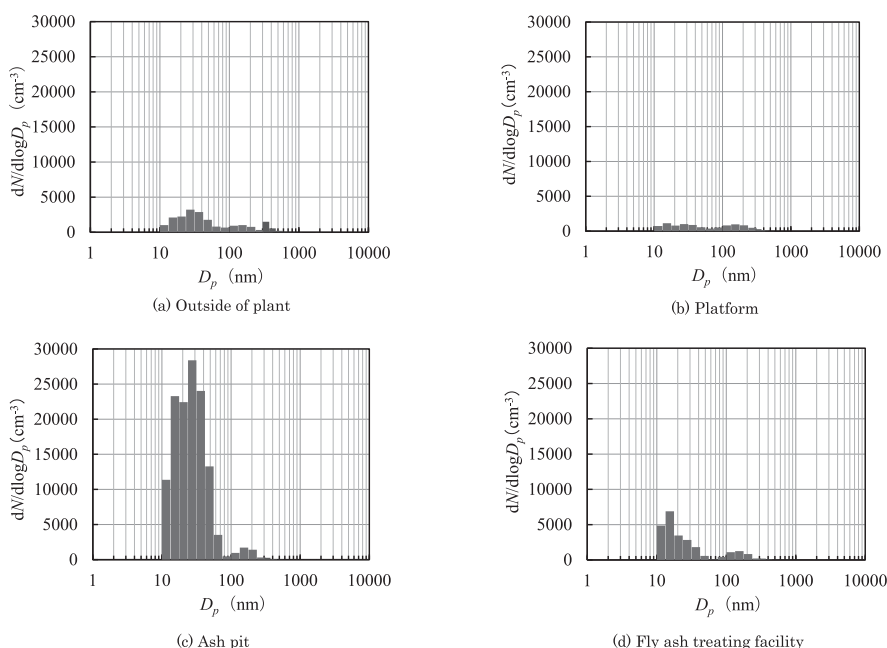 30000
25000
20000
15000
10000
5000
0
dN/dlogDp (cm-3)
1 10 100 1000 10000
Dp (nm)
(a) Outside of plant
30000
25000
20000
15000
10000
5000
0
dN/dlogDp(cm-3)
1 10 100 1000 10000
Dp (nm)
(b) Platform
30000
25000
20000
15000
10000
5000
0
dN/dlogDp(cm-3)
1 10 100 1000 10000
Dp (nm)
(c) Ash pit
30000
25000
20000
15000
10000
5000
0
dN/dlogDp (cm-3)
1 10 100 1000 10000
Dp (nm)
(d) Fly ash treating facility